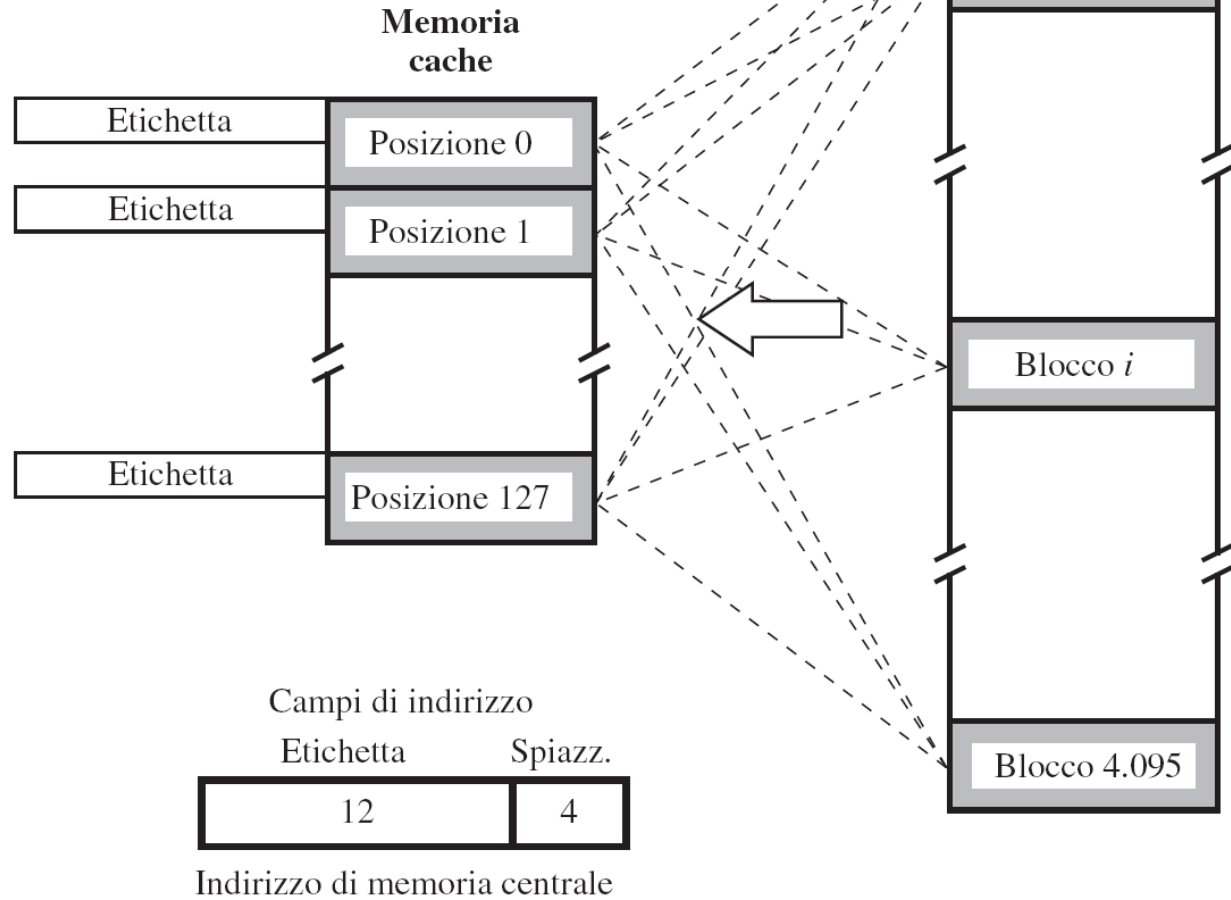 Memoria
cache
Etichetta
Posizione 0
Etichetta
Posizione 1
Blocco i
Etichetta
Posizione 127
Campi di indirizzo
Etichetta Spiazz.
Blocco 4.095
12 4
Indirizzo di memoria centrale